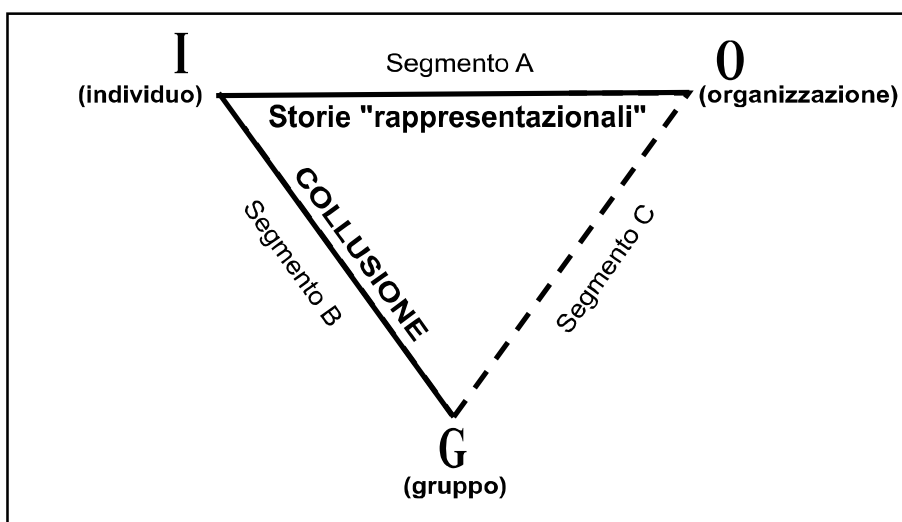 I
Segmento A
O
(individuo)
(organizzazione)
Storie "rappresentazionali"
COLLUSIONE
Segmento B
Segmento C
G
(gruppo)